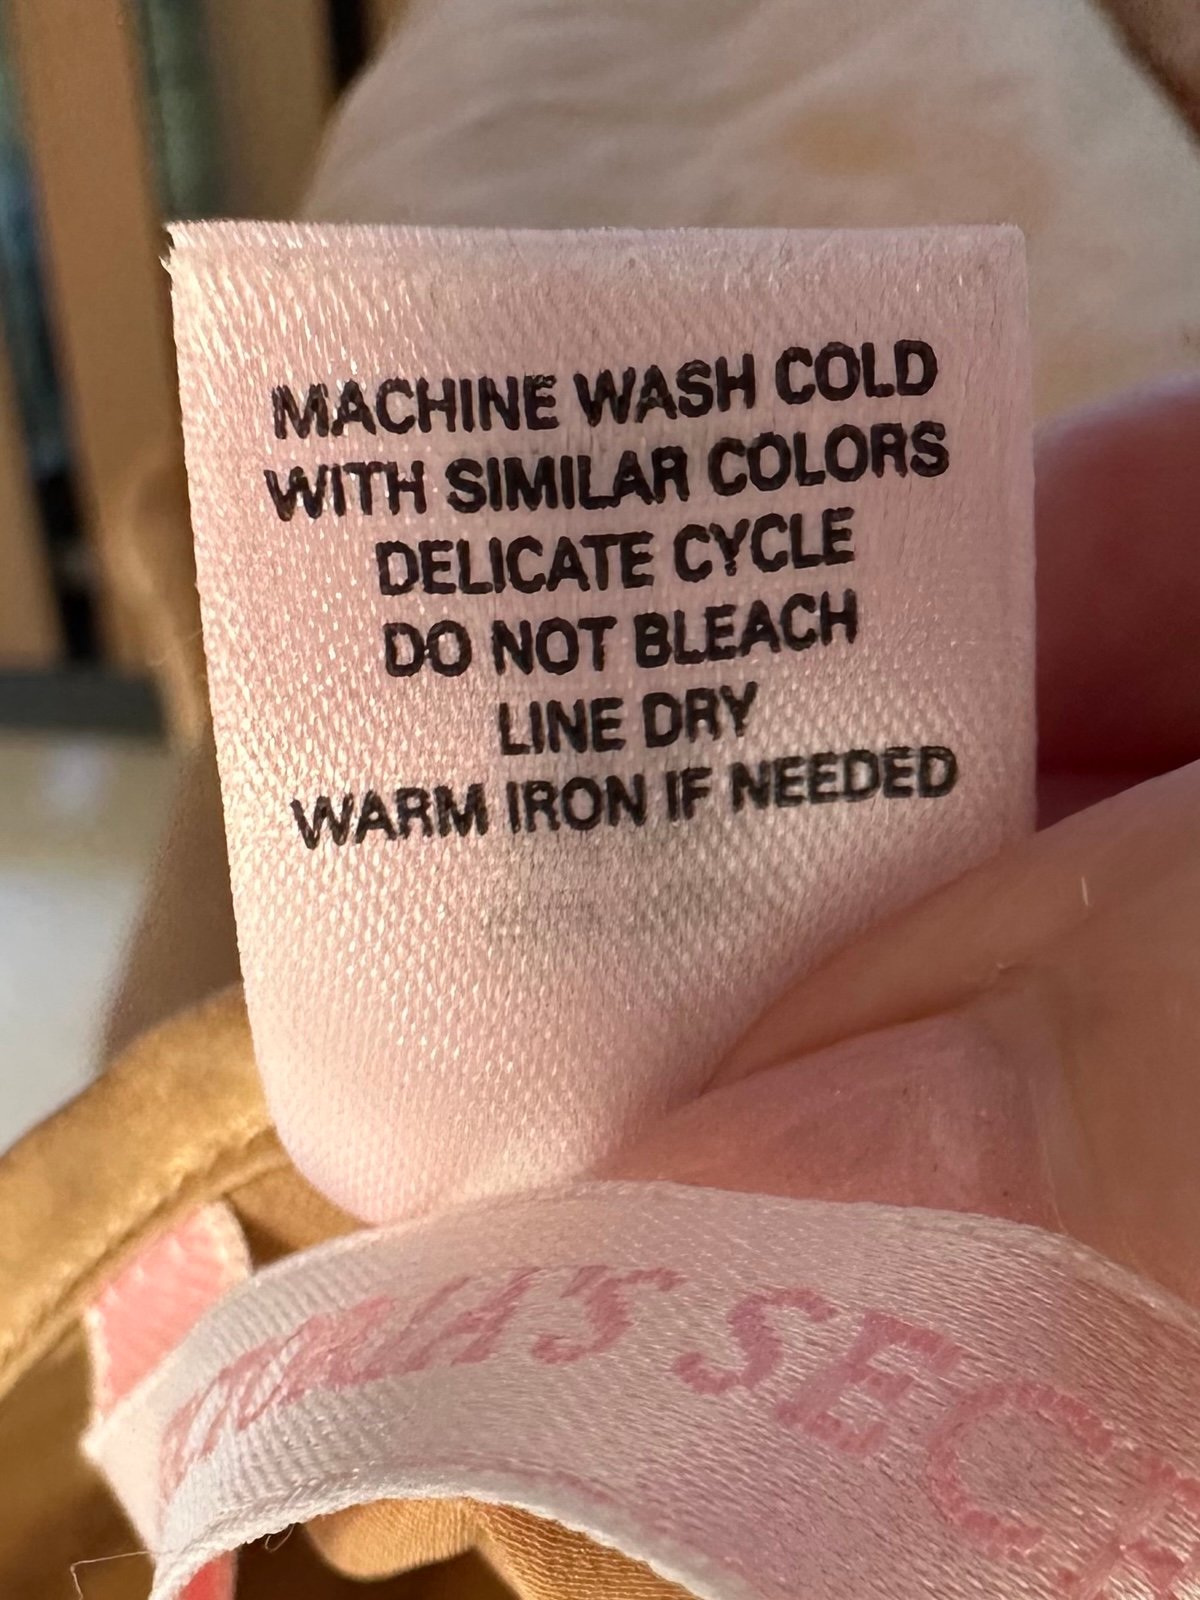 MACHINE WASH COLD
WITH SIMILAR COLORS
DELICATE CYCLE
DO NOT BLEACH
LINE DRY
WARM IRON IF NEEDED